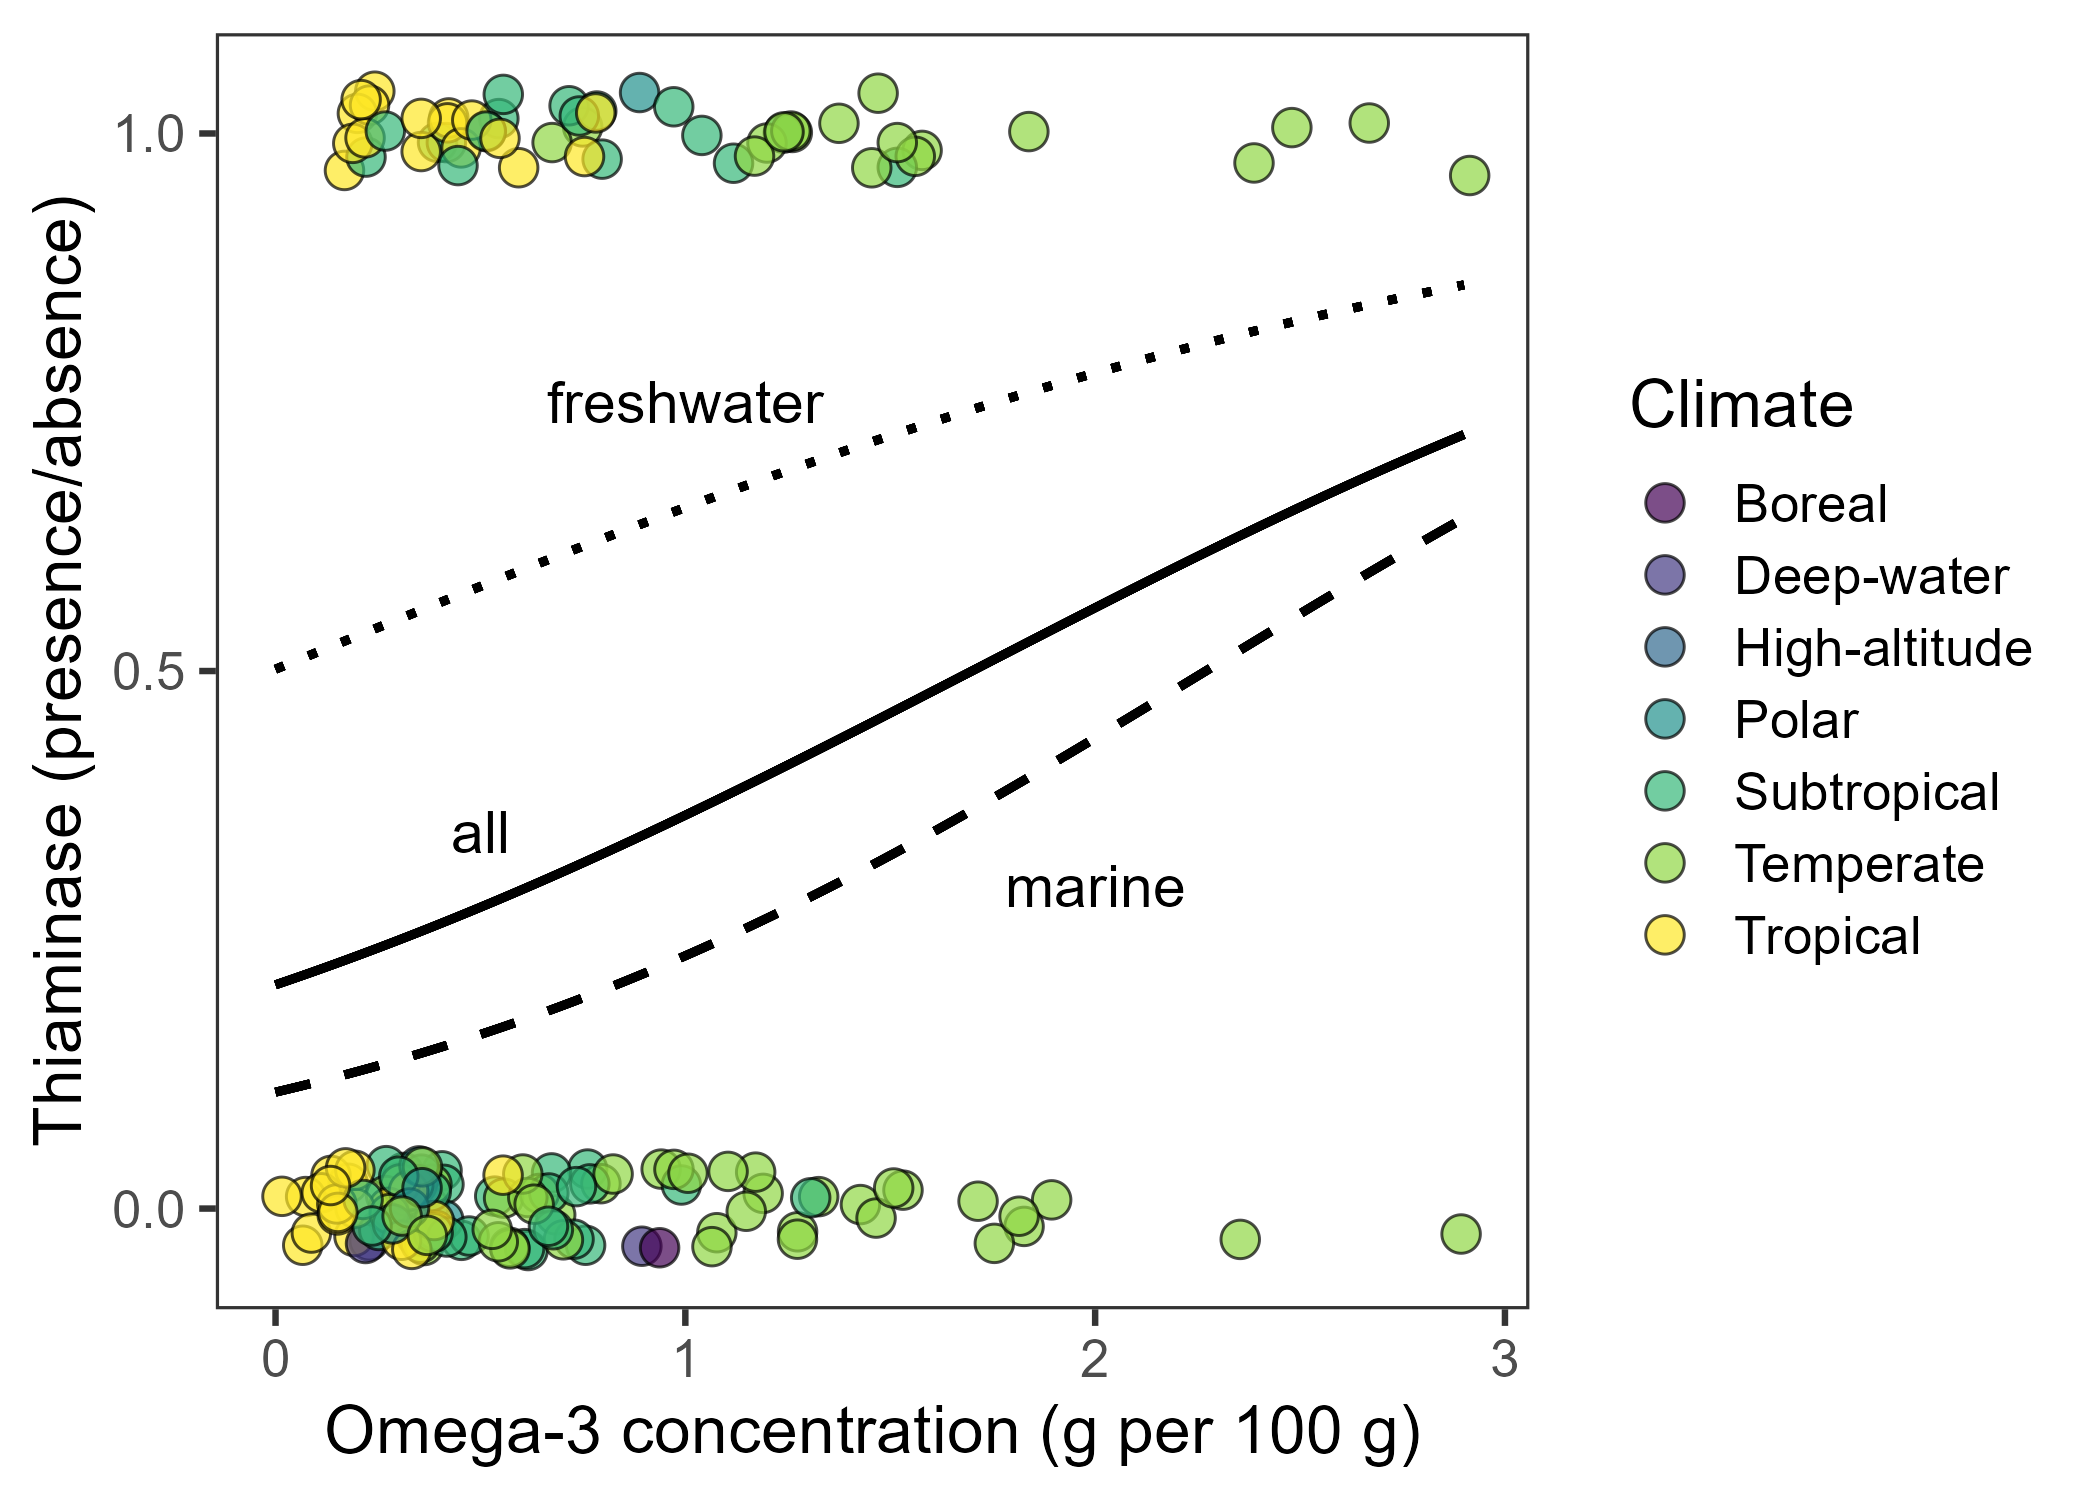 Thiaminase (presence/absence)
1.0
0.5
0.0
freshwater
all
marine
0 1 2 3
Omega-3 concentration (g per 100 g)
Climate
Boreal
Deep-water
High-altitude
Polar
Subtropical
Temperate
Tropical